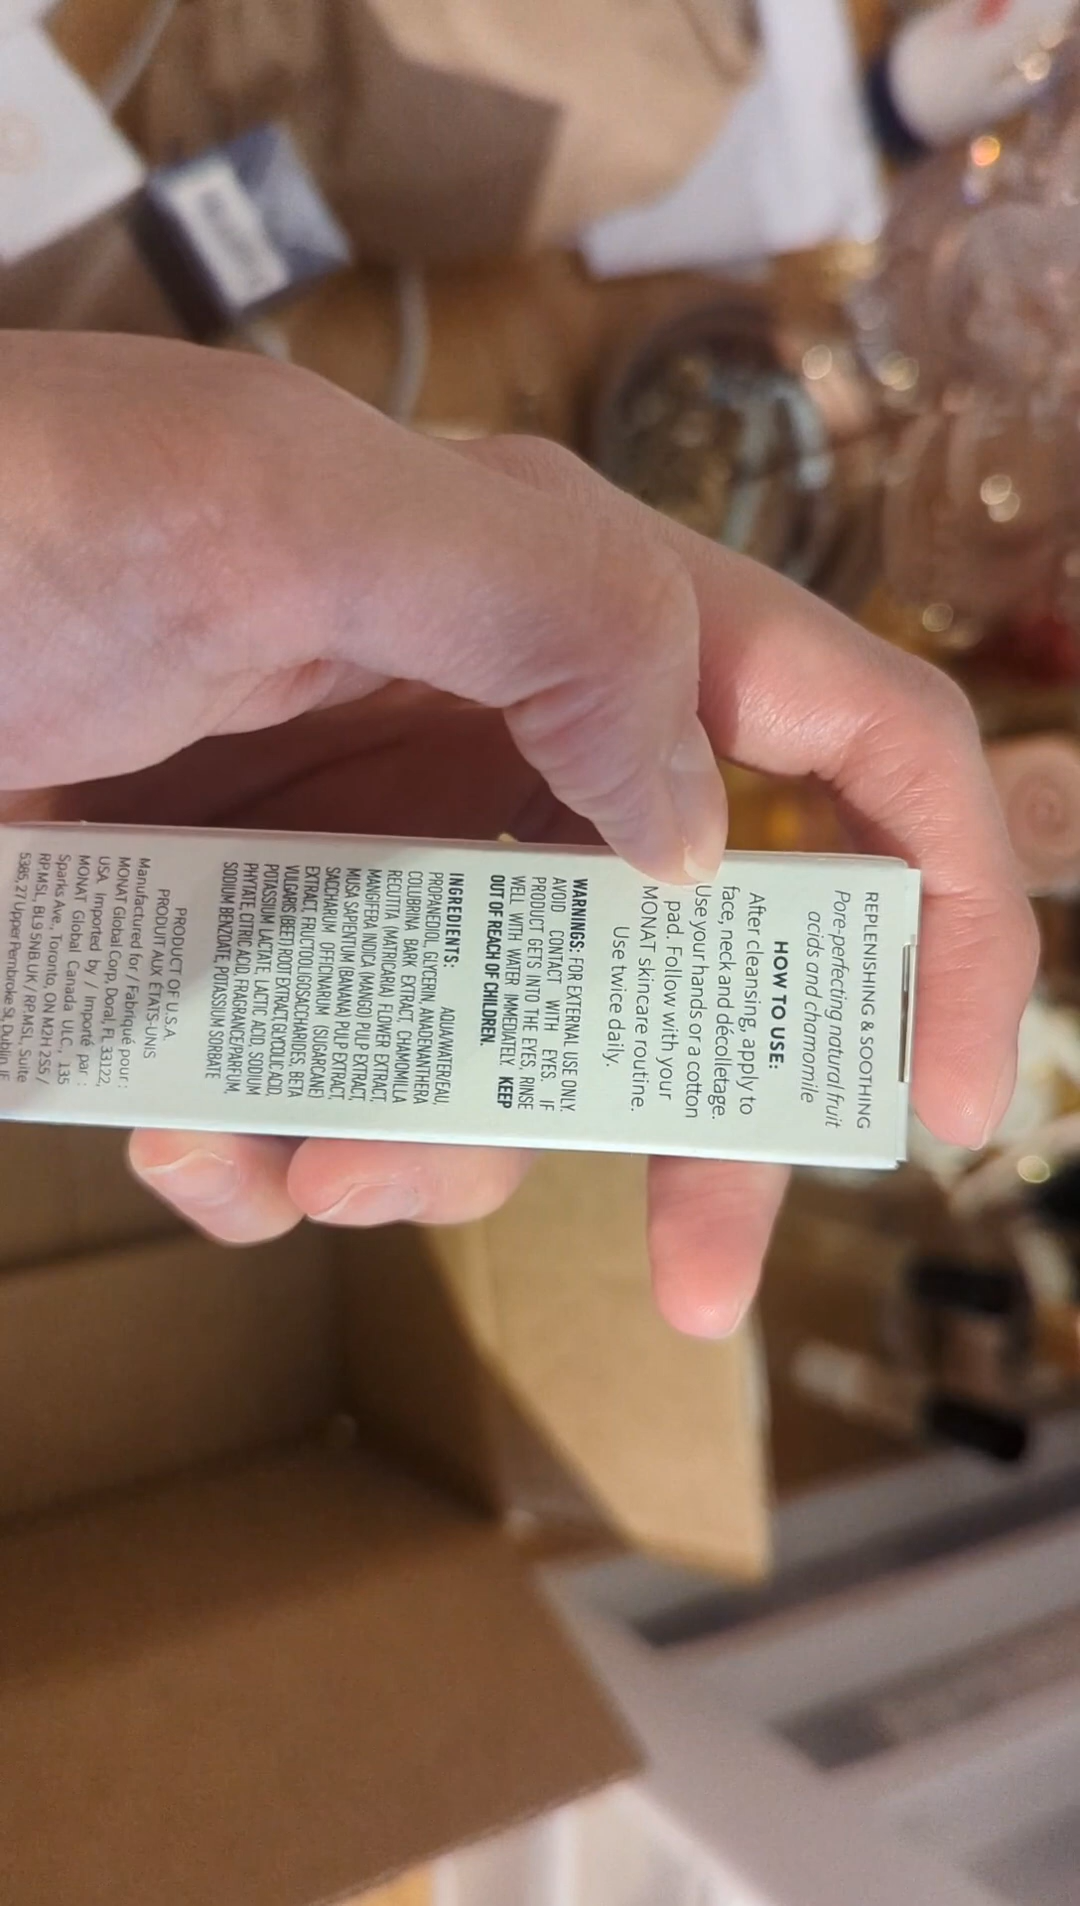 REPLENISHING & SOOTHING
Pore-perfecting natural fruit
acids and chamomile
HOW TO USE:
After cleansing, apply to
face, neck and décolletage.
Use your hands or a cotton
pad. Follow with your
MONAT skincare routine.
Use twice daily.
WARNINGS: FOR EXTERNAL USE ONLY.
AVOID CONTACT WITH EYES. IF
PRODUCT GETS INTO THE EYES, RINSE
WELL WITH WATER IMMEDIATELY. KEEP
OUT OF REACH OF CHILDREN.
INGREDIENTS: AQUA/WATER/EAU,
PROPANEDIOL, GLYCERIN, ANADENANTHERA
COLUBRINA BARK EXTRACT, CHAMOMILLA
RECUTITA (MATRICARIA) FLOWER EXTRACT,
MANGIFERA INDICA (MANGO) PULP EXTRACT,
MUSA SAPIENTUM (BANANA) PULP EXTRACT,
SACCHARUM OFFICINARUM (SUGARCANE)
EXTRACT, FRUCTOOLIGOSACCHARIDES, BETA
VULGARIS (BEET) ROOT EXTRACT, GLYCOLIC ACID,
POTASSIUM LACTATE, LACTIC ACID, SODIUM
PHYTATE, CITRIC ACID, FRAGRANCE/PARFUM,
SODIUM BENZOATE, POTASSIUM SORBATE
PRODUCT OF U.S.A.
PRODUIT AUX ÉTATS-UNIS
Manufactured for / Fabriqué pour :
MONAT Global Corp, Doral, FL 33122,
USA. Imported by / Importé par :
MONAT Global Canada ULC, 135
Sparks Ave, Toronto, ON M2H 2S5 /
RP.MSL, BL9 5NB.UK / RP.MSL, Suite
5385, 27 Upper Pembroke St, Dublin, IE